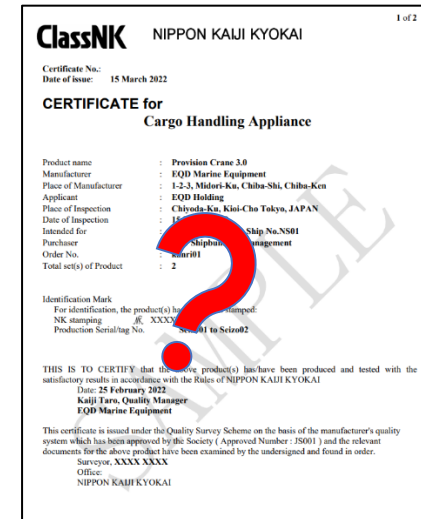 1 of 2
ClassNK NIPPON KAIJI KYOKAI
Certificate No.:
Date of issue: 15 March 2022
CERTIFICATE for
Cargo Handling Appliance
Product name : Provision Crane 3.0
Manufacturer : EQD Marine Equipment
Place of Manufacturer : 1-2-3, Midori-Ku, Chiba-Shi, Chiba-Ken
Applicant : EQD Holding
Place of Inspection : Chiyoda-Ku, Kioi-Cho Tokyo, JAPAN
Date of Inspection : 15
Intended for : Ship No.NS01
Purchaser : Shipbu
Order No. : 
Total set(s) of Product : 2
Identification Mark
For identification, the product(s) ha stamped:
NK stamping XXXX
Production Serial/tag No. 01 to Seizo02
THIS IS TO CERTIFY that the above product(s) has/have been produced and tested with the
satisfactory results in accordance with the Rules of NIPPON KAIJI KYOKAI
Date: 25 February 2022
Kaiji Taro, Quality Manager
EQD Marine Equipment
This certificate is issued under the Quality Survey Scheme on the basis of the manufacturer's quality
system which has been approved by the Society ( Approved Number : JS001 ) and the relevant
documents for the above product have been examined by the undersigned and found in order.
Surveyor, XXXX XXXX
Office:
NIPPON KAIJI KYOKAI
SAMPLE
?